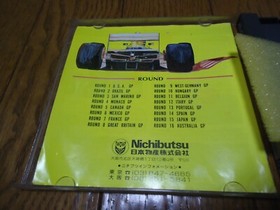 ROUND
ROUND 1 U.S.A. GP
ROUND 2 BRAZIL GP
ROUND 3 SAN MARINO GP
ROUND 4 MONACO GP
ROUND 5 CANADA GP
ROUND 6 MEXICO GP
ROUND 7 FRANCE GP
ROUND 8 GREAT BRITAIN GP
ROUND 9 WEST GERMANY GP
ROUND 10 HUNGARY GP
ROUND 11 BELGIUM GP
ROUND 12 ITALY GP
ROUND 13 PORTUGAL GP
ROUND 14 SPAIN GP
ROUND 15 JAPAN GP
ROUND 16 AUSTRALIA GP
Nichibutsu
日本物産株式会社